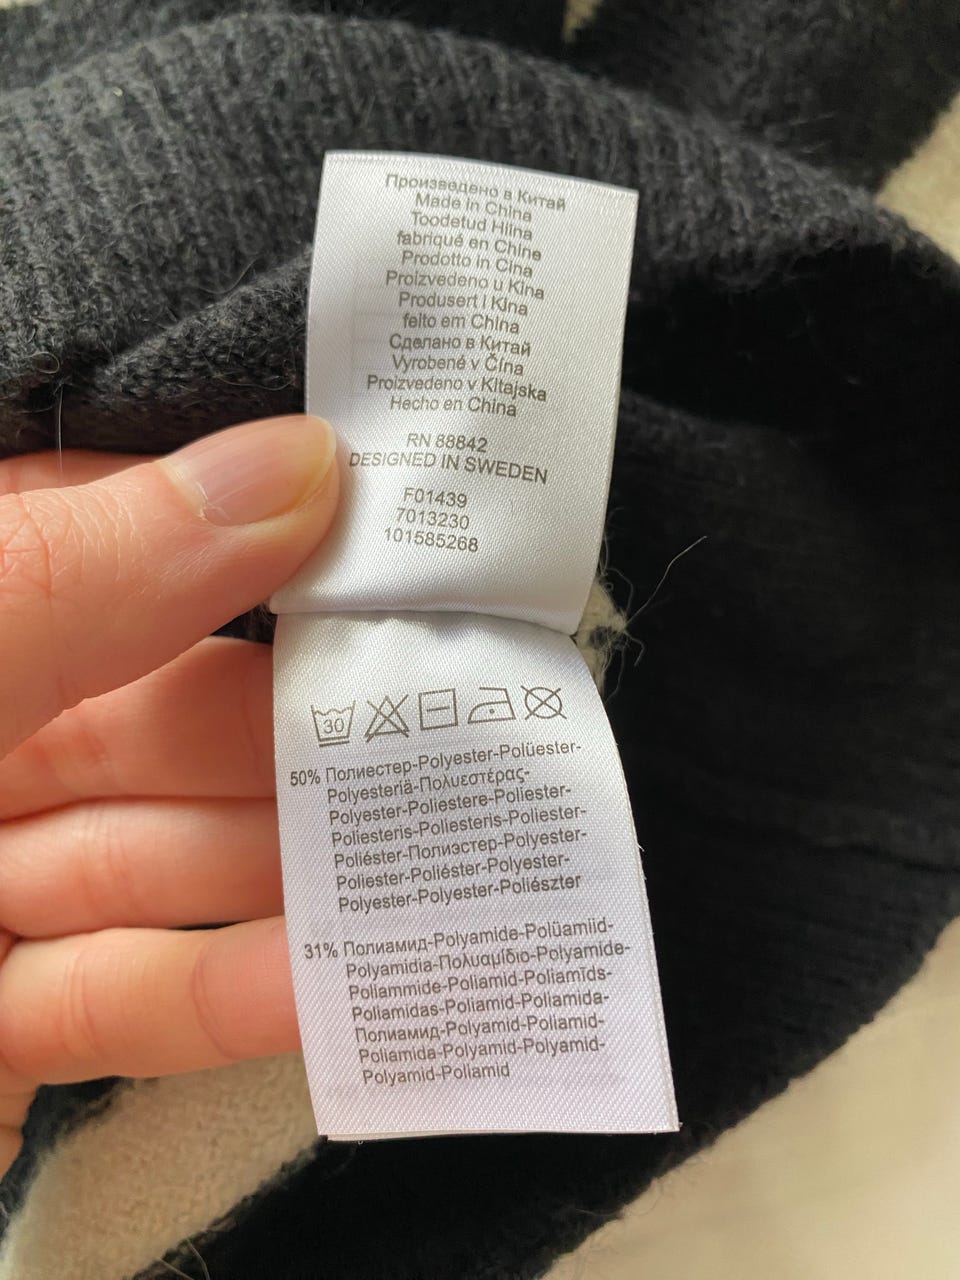 Произведено в Китай
Made in China
Toodetud Hiina
fabriqué en Chine
Prodotto in Cina
Proizvedeno u Kina
Produsert i Kina
feito em China
Сделано в Китай
Vyrobené v Čína
Proizvedeno v Kitajska
Hecho en China
RN 88842
DESIGNED IN SWEDEN
F01439
7013230
101585268
30
50% Полиестер-Polyester-Polüester-
Polyesteriä-Πολυεστέρας-
Polyester-Poliestere-Poliester-
Poliesteris-Poliesteris-Poliester-
Poliéster-Полиэстер-Polyester-
Poliester-Poliéster-Polyester-
Polyester-Polyester-Poliészter
31% Полиамид-Polyamide-Polüamiid-
Polyamidia-Πολυαμίδιο-Polyamide-
Poliammide-Poliamid-Poliamīds-
Poliamidas-Poliamid-Poliamida-
Полиамид-Polyamid-Poliamid-
Poliamida-Polyamid-Polyamid-
Polyamid-Poliamid